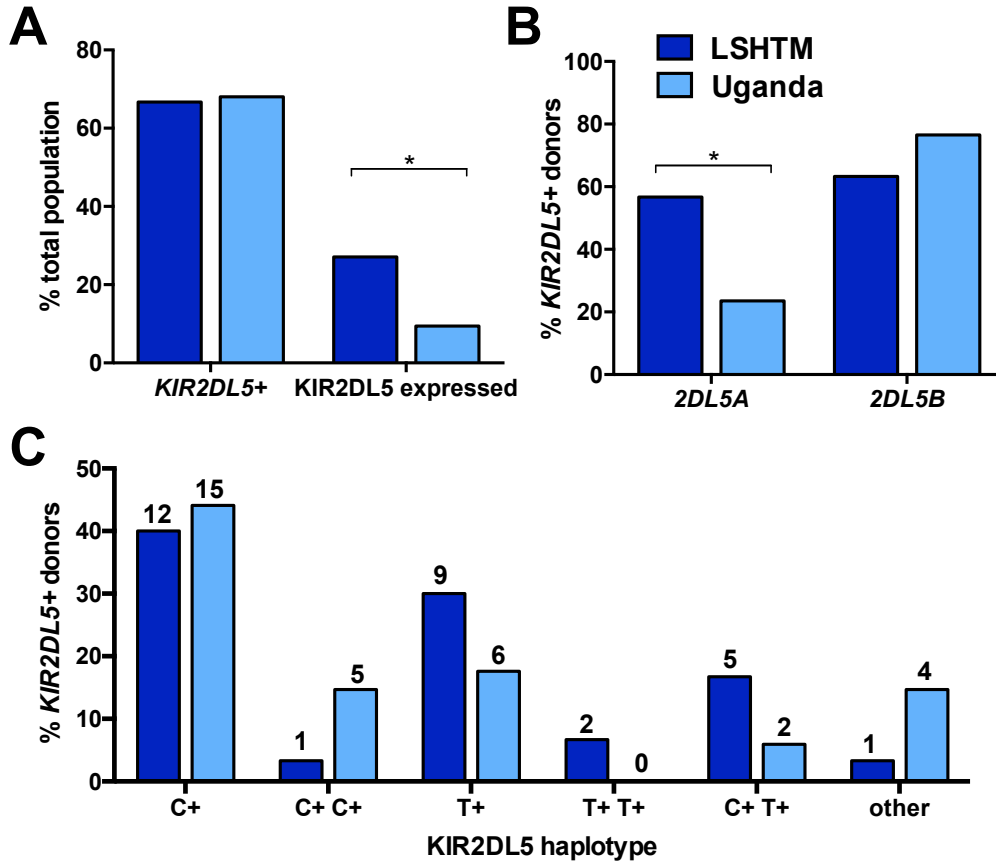 A
% total population
80
60
40
20
0
*
KIR2DL5+
KIR2DL5 expressed
B
LSHTM
Uganda
% KIR2DL5+ donors
100
80
60
40
20
0
*
2DL5A
2DL5B
C
% KIR2DL5+ donors
50
40
30
20
10
0
12
15
1
5
9
6
2
0
5
2
1
4
C+
C+ C+
T+
T+ T+
C+ T+
other
KIR2DL5 haplotype